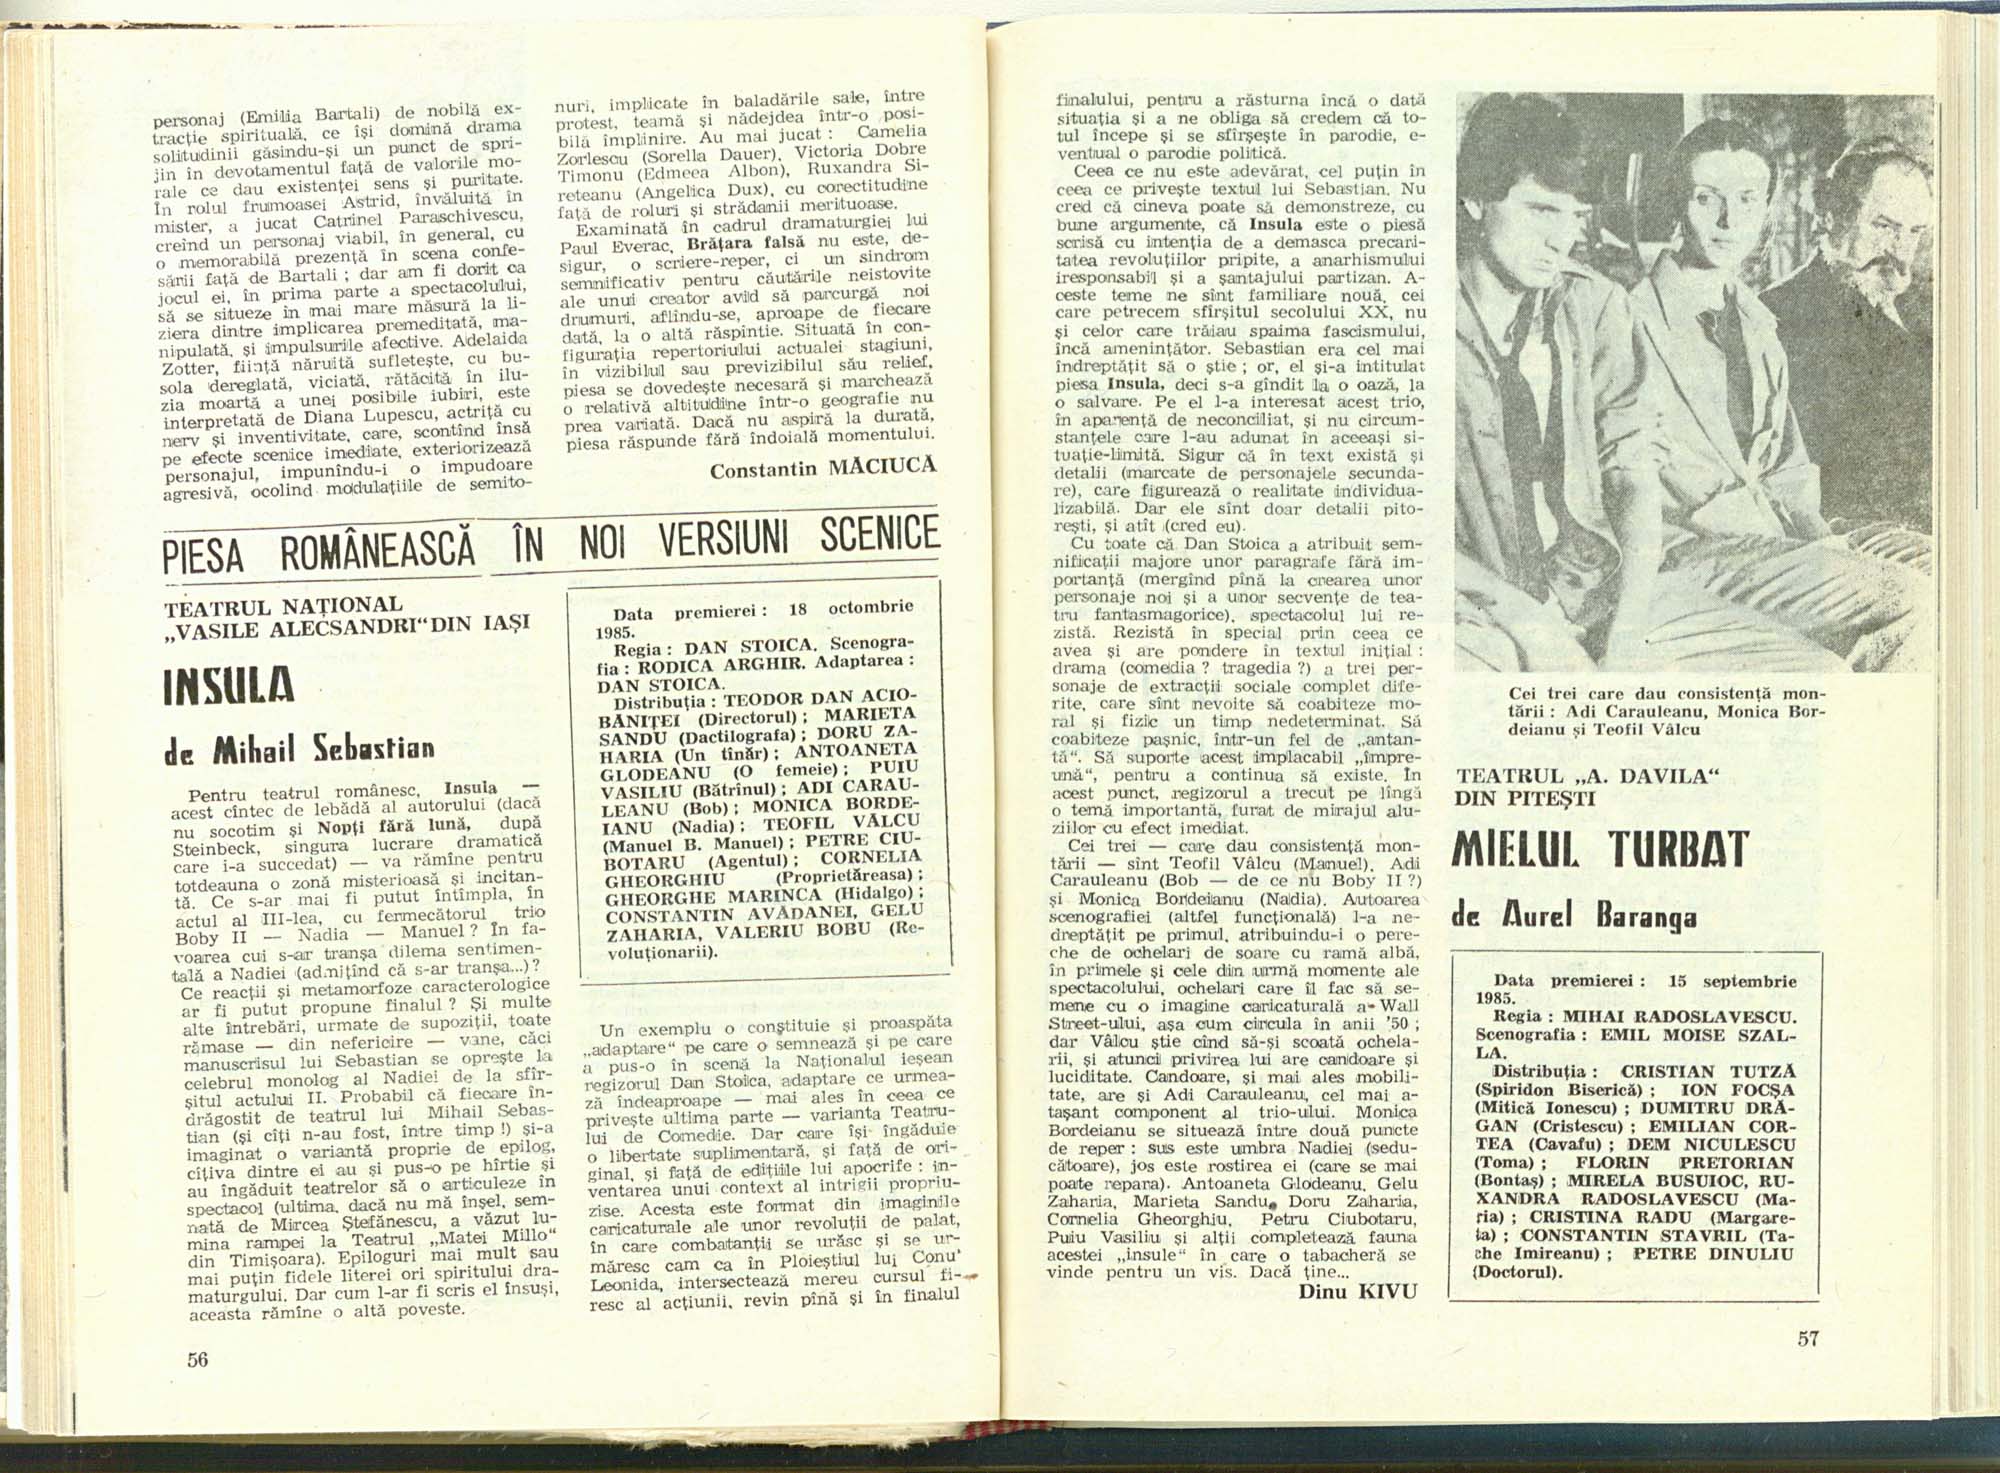 personaj (Emilia Bartali) de nobilă ex-
tracție spirituală, ce își domină drama
solitudinii găsindu-și un punct de spri-
jin în devotamentul față de valorile mo-
rale ce dau existenței sens și puritate.
În rolul frumoasei Astrid, învăluită în
mister, a jucat Catrinel Paraschivescu,
creînd un personaj viabil, în general, cu
o memorabilă prezență în scena confe-
sării față de Bartali ; dar am fi dorit ca
jocul ei, în prima parte a spectacolului,
să se situeze în mai mare măsură la li-
ziera dintre implicarea premeditată, ma-
nipulată, și impulsurile afective. Adelaida
Zotter, ființă năruită sufletește, cu bu-
sola dereglată, viciată, rătăcită în ilu-
zia moartă a unei posibile iubiri, este
interpretată de Diana Lupescu, actriță cu
nerv și inventivitate, care, scontînd însă
pe efecte scenice imediate, exteriorizează
personajul, impunîndu-i o impudoare
agresivă, ocolind modulațiile de semito-
nuri, implicate în baladările sale, între
protest, teamă și nădejdea într-o posi-
bilă împlinire. Au mai jucat : Camelia
Zorlescu (Sorella Dauer), Victoria Dobre
Timonu (Edmeea Albon), Ruxandra Si-
reteanu (Angelica Dux), cu corectitudine
față de roluri și strădanii merituoase.
Examinată în cadrul dramaturgiei lui
Paul Everac, Brățara falsă nu este, de-
sigur, o scriere-reper, ci un sindrom
semnificativ pentru căutările neistovite
ale unui creator avid să parcurgă noi
drumuri, aflîndu-se, aproape de fiecare
dată, la o altă răspîntie. Situată în con-
figurația repertoriului actualei stagiuni,
în vizibilul sau previzibilul său relief,
piesa se dovedește necesară și marchează
o relativă altitudine într-o geografie nu
prea variată. Dacă nu aspiră la durată,
piesa răspunde fără îndoială momentului.
Constantin MĂCIUCĂ
PIESA ROMÂNEASCĂ ÎN NOI VERSIUNI SCENICE
TEATRUL NAȚIONAL
„VASILE ALECSANDRI“ DIN IAȘI
INSULA
de Mihail Sebastian
Pentru teatrul românesc, Insula —
acest cîntec de lebădă al autorului (dacă
nu socotim și Nopți fără lună, după
Steinbeck, singura lucrare dramatică
care i-a succedat) — va rămîne pentru
totdeauna o zonă misterioasă și incitan-
tă. Ce s-ar mai fi putut întîmpla, în
actul al III-lea, cu fermecătorul trio
Boby II — Nadia — Manuel ? În fa-
voarea cui s-ar tranșa dilema sentimen-
tală a Nadiei (admițînd că s-ar tranșa...) ?
Ce reacții și metamorfoze caracterologice
ar fi putut propune finalul ? Și multe
alte întrebări, urmate de supoziții, toate
rămase — din nefericire — vane, căci
manuscrisul lui Sebastian se oprește la
celebrul monolog al Nadiei de la sfîr-
șitul actului II. Probabil că fiecare în-
drăgostit de teatrul lui Mihail Sebas-
tian (și cîți n-au fost, între timp !) și-a
imaginat o variantă proprie de epilog,
cîțiva dintre ei au și pus-o pe hîrtie și
au îngăduit teatrelor să o articuleze în
spectacol (ultima, dacă nu mă înșel, sem-
nată de Mircea Ștefănescu, a văzut lu-
mina rampei la Teatrul „Matei Millo“
din Timișoara). Epiloguri mai mult sau
mai puțin fidele literei ori spiritului dra-
maturgului. Dar cum l-ar fi scris el însuși,
aceasta rămîne o altă poveste.
Data premierei : 18 octombrie
1985.
Regia : DAN STOICA. Scenogra-
fia : RODICA ARGHIR. Adaptarea :
DAN STOICA.
Distribuția : TEODOR DAN ACIO-
BĂNIȚEI (Directorul) ; MARIETA
SANDU (Dactilografa) ; DORU ZA-
HARIA (Un tînăr) ; ANTOANETA
GLODEANU (O femeie) ; PUIU
VASILIU (Bătrînul) ; ADI CARAU-
LEANU (Bob) ; MONICA BORDE-
IANU (Nadia) ; TEOFIL VÂLCU
(Manuel B. Manuel) ; PETRE CIU-
BOTARU (Agentul) ; CORNELIA
GHEORGHIU (Proprietăreasa) ;
GHEORGHE MARINCA (Hidalgo) ;
CONSTANTIN AVĂDANEI, GELU
ZAHARIA, VALERIU BOBU (Re-
voluționarii).
Un exemplu o constituie și proaspăta
„adaptare“ pe care o semnează și pe care
a pus-o în scenă la Naționalul ieșean
regizorul Dan Stoica, adaptare ce urmea-
ză îndeaproape — mai ales în ceea ce
privește ultima parte — varianta Teatru-
lui de Comedie. Dar care își îngăduie
o libertate suplimentară, și față de ori-
ginal, și față de edițiile lui apocrife : in-
ventarea unui context al intrigii propriu-
zise. Acesta este format din imaginile
caricaturale ale unor revoluții de palat,
în care combatanții se urăsc și se ur-
măresc cam ca în Ploieștiul lui Conu'
Leonida, intersectează mereu cursul fi-
resc al acțiunii, revin pînă și în finalul
56
finalului, pentru a răsturna încă o dată
situația și a ne obliga să credem că to-
tul începe și se sfîrșește în parodie, e-
ventual o parodie politică.
Ceea ce nu este adevărat, cel puțin în
ceea ce privește textul lui Sebastian. Nu
cred că cineva poate să demonstreze, cu
bune argumente, că Insula este o piesă
scrisă cu intenția de a demasca precari-
tatea revoluțiilor pripite, a anarhismului
iresponsabil și a șantajului partizan. A-
ceste teme ne sînt familiare nouă, cei
care petrecem sfîrșitul secolului XX, nu
și celor care trăiau spaima fascismului,
încă amenințător. Sebastian era cel mai
îndreptățit să o știe ; or, el și-a intitulat
piesa Insula, deci s-a gîndit la o oază, la
o salvare. Pe el l-a interesat acest trio,
în aparență de neconciliat, și nu circum-
stanțele care l-au adunat în aceeași si-
tuație-limită. Sigur că în text există și
detalii (marcate de personajele secunda-
re), care figurează o realitate individua-
lizabilă. Dar ele sînt doar detalii pito-
rești, și atît (cred eu).
Cu toate că Dan Stoica a atribuit sem-
nificații majore unor paragrafe fără im-
portanță (mergînd pînă la crearea unor
personaje noi și a unor secvențe de tea-
tru fantasmagorice), spectacolul lui re-
zistă. Rezistă în special prin ceea ce
avea și are pondere în textul inițial :
drama (comedia ? tragedia ?) a trei per-
sonaje de extracții sociale complet dife-
rite, care sînt nevoite să coabiteze mo-
ral și fizic un timp nedeterminat. Să
coabiteze pașnic, într-un fel de „antan-
tă“. Să suporte acest implacabil „împre-
ună“, pentru a continua să existe. În
acest punct, regizorul a trecut pe lîngă
o temă importantă, furat de mirajul alu-
ziilor cu efect imediat.
Cei trei — care dau consistență mon-
tării — sînt Teofil Vâlcu (Manuel), Adi
Carauleanu (Bob — de ce nu Boby II ?)
și Monica Bordeianu (Nadia). Autoarea
scenografiei (altfel funcțională) l-a ne-
dreptățit pe primul, atribuindu-i o pere-
che de ochelari de soare cu ramă albă,
în primele și cele din urmă momente ale
spectacolului, ochelari care îl fac să se-
mene cu o imagine caricaturală a Wall
Street-ului, așa cum circula în anii '50 ;
dar Vâlcu știe cînd să-și scoată ochela-
rii, și atunci privirea lui are candoare și
luciditate. Candoare, și mai ales mobili-
tate, are și Adi Carauleanu, cel mai a-
tașant component al trio-ului. Monica
Bordeianu se situează între două puncte
de reper : sus este umbra Nadiei (sedu-
cătoare), jos este rostirea ei (care se mai
poate repara). Antoaneta Glodeanu, Gelu
Zaharia, Marieta Sandu, Doru Zaharia,
Cornelia Gheorghiu, Petru Ciubotaru,
Puiu Vasiliu și alții completează fauna
acestei „insule“ în care o tabacheră se
vinde pentru un vis. Dacă ține...
Dinu KIVU
Cei trei care dau consistență mon-
tării : Adi Carauleanu, Monica Bor-
deianu și Teofil Vâlcu
TEATRUL „A. DAVILA“
DIN PITEȘTI
MIELUL TURBAT
de Aurel Baranga
Data premierei : 15 septembrie
1985.
Regia : MIHAI RADOSLAVESCU.
Scenografia : EMIL MOISE SZAL-
LA.
Distribuția : CRISTIAN TUTZĂ
(Spiridon Biserică) ; ION FOCȘA
(Mitică Ionescu) ; DUMITRU DRĂ-
GAN (Cristescu) ; EMILIAN COR-
TEA (Cavafu) ; DEM NICULESCU
(Toma) ; FLORIN PRETORIAN
(Bontaș) ; MIRELA BUSUIOC, RU-
XANDRA RADOSLAVESCU (Ma-
ria) ; CRISTINA RADU (Margare-
ta) ; CONSTANTIN STAVRIL (Ta-
che Imireanu) ; PETRE DINULIU
(Doctorul).
57